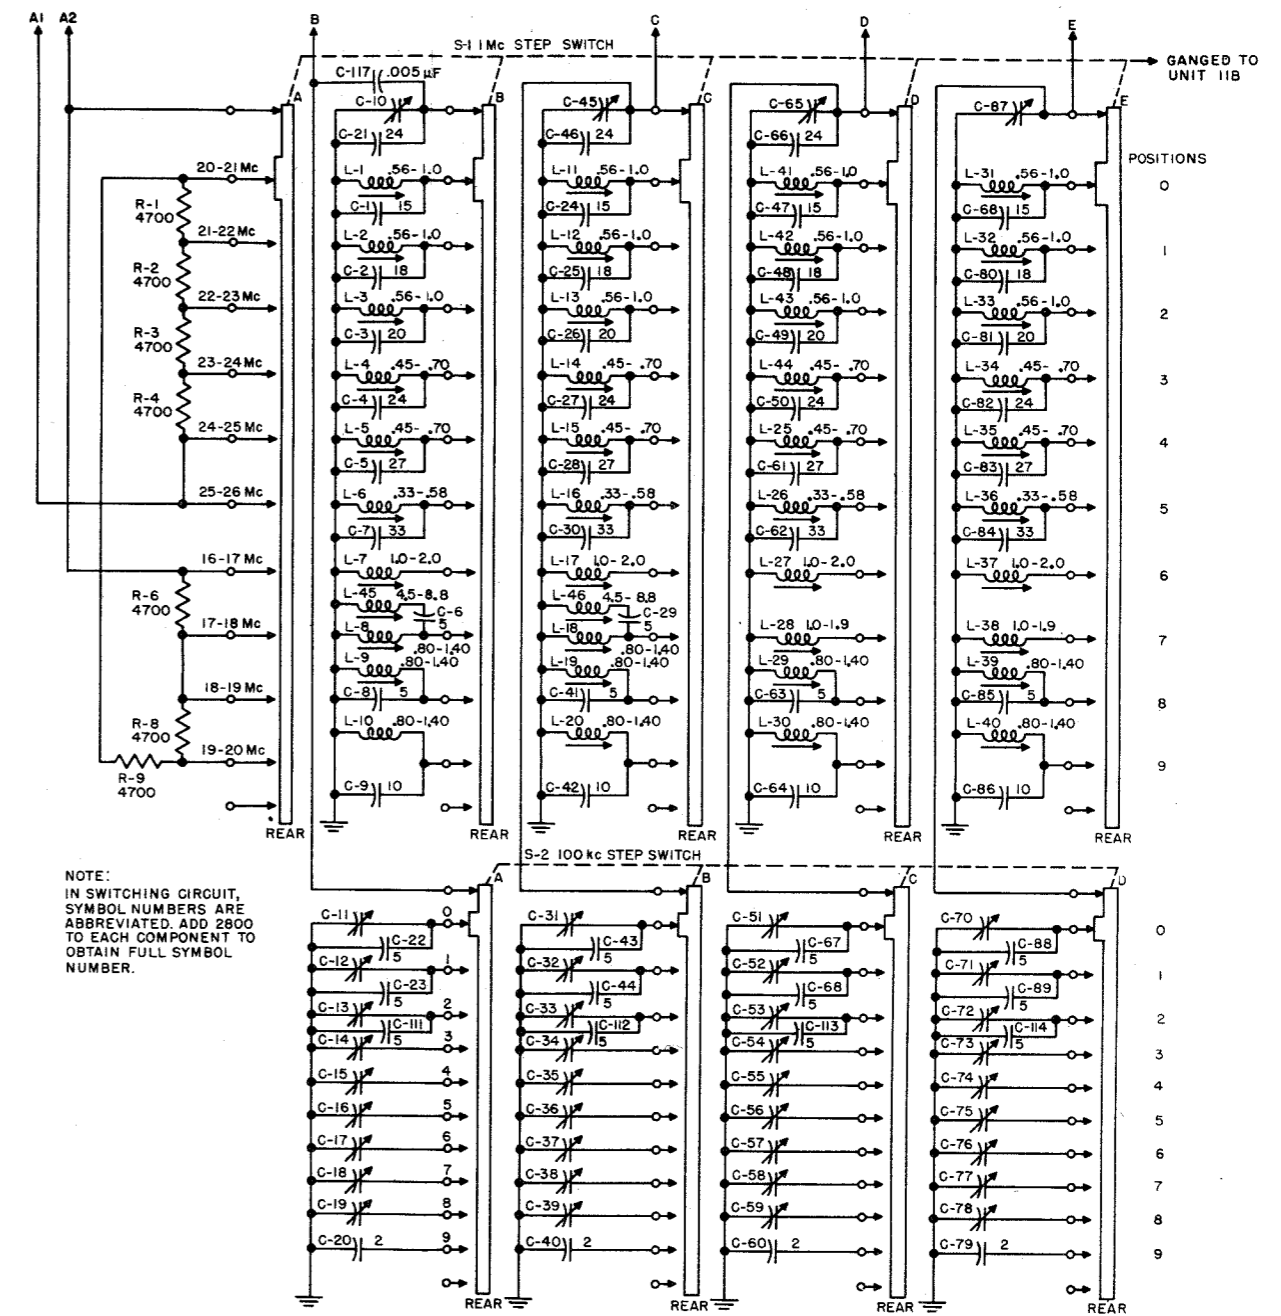 A1 A2 B C D E
S-1 1Mc STEP SWITCH
GANGED TO
UNIT 11B
C-117 .005 µF
A B C D E
C-10 C-45 C-65 C-87
C-21 24 C-46 24 C-66 24
POSITIONS
20-21 Mc L-1 .56-1.0 L-11 .56-1.0 L-41 .56-1.0 L-31 .56-1.0 0
R-1
4700
C-1 15 C-24 15 C-47 15 C-68 15
21-22 Mc L-2 .56-1.0 L-12 .56-1.0 L-42 .56-1.0 L-32 .56-1.0 1
R-2
4700
C-2 18 C-25 18 C-48 18 C-80 18
22-23 Mc L-3 .56-1.0 L-13 .56-1.0 L-43 .56-1.0 L-33 .56-1.0 2
R-3
4700
C-3 20 C-26 20 C-49 20 C-81 20
23-24 Mc L-4 .45-.70 L-14 .45-.70 L-44 .45-.70 L-34 .45-.70 3
R-4
4700
C-4 24 C-27 24 C-50 24 C-82 24
24-25 Mc L-5 .45-.70 L-15 .45-.70 L-25 .45-.70 L-35 .45-.70 4
C-5 27 C-28 27 C-61 27 C-83 27
25-26 Mc L-6 .33-.58 L-16 .33-.58 L-26 .33-.58 L-36 .33-.58 5
C-7 33 C-30 33 C-62 33 C-84 33
16-17 Mc L-7 1.0-2.0 L-17 1.0-2.0 L-27 1.0-2.0 L-37 1.0-2.0 6
R-6
4700
L-45 4.5-8.8 C-6 5 L-46 4.5-8.8 C-29 5
17-18 Mc L-8 .80-1.40 L-18 .80-1.40 L-28 1.0-1.9 L-38 1.0-1.9 7
L-9 .80-1.40 L-19 .80-1.40 L-29 .80-1.40 L-39 .80-1.40
18-19 Mc C-8 5 C-41 5 C-63 5 C-85 5 8
R-8
4700
L-10 .80-1.40 L-20 .80-1.40 L-30 .80-1.40 L-40 .80-1.40
19-20 Mc 9
R-9
4700
C-9 10 C-42 10 C-64 10 C-86 10
REAR REAR REAR REAR REAR
S-2 100 kc STEP SWITCH
NOTE:
IN SWITCHING CIRCUIT,
SYMBOL NUMBERS ARE
ABBREVIATED. ADD 2800
TO EACH COMPONENT TO
OBTAIN FULL SYMBOL
NUMBER.
A B C D
C-11 0 C-31 C-51 C-70 0
C-22 5 C-43 5 C-67 5 C-88 5
C-12 1 C-32 C-52 C-71 1
C-23 5 C-44 5 C-68 5 C-89 5
C-13 2 C-33 C-53 C-72 2
C-111 5 C-112 5 C-113 5 C-114 5
C-14 3 C-34 C-54 C-73 3
C-15 4 C-35 C-55 C-74 4
C-16 5 C-36 C-56 C-75 5
C-17 6 C-37 C-57 C-76 6
C-18 7 C-38 C-58 C-77 7
C-19 8 C-39 C-59 C-78 8
C-20 2 9 C-40 2 C-60 2 C-79 2 9
REAR REAR REAR REAR